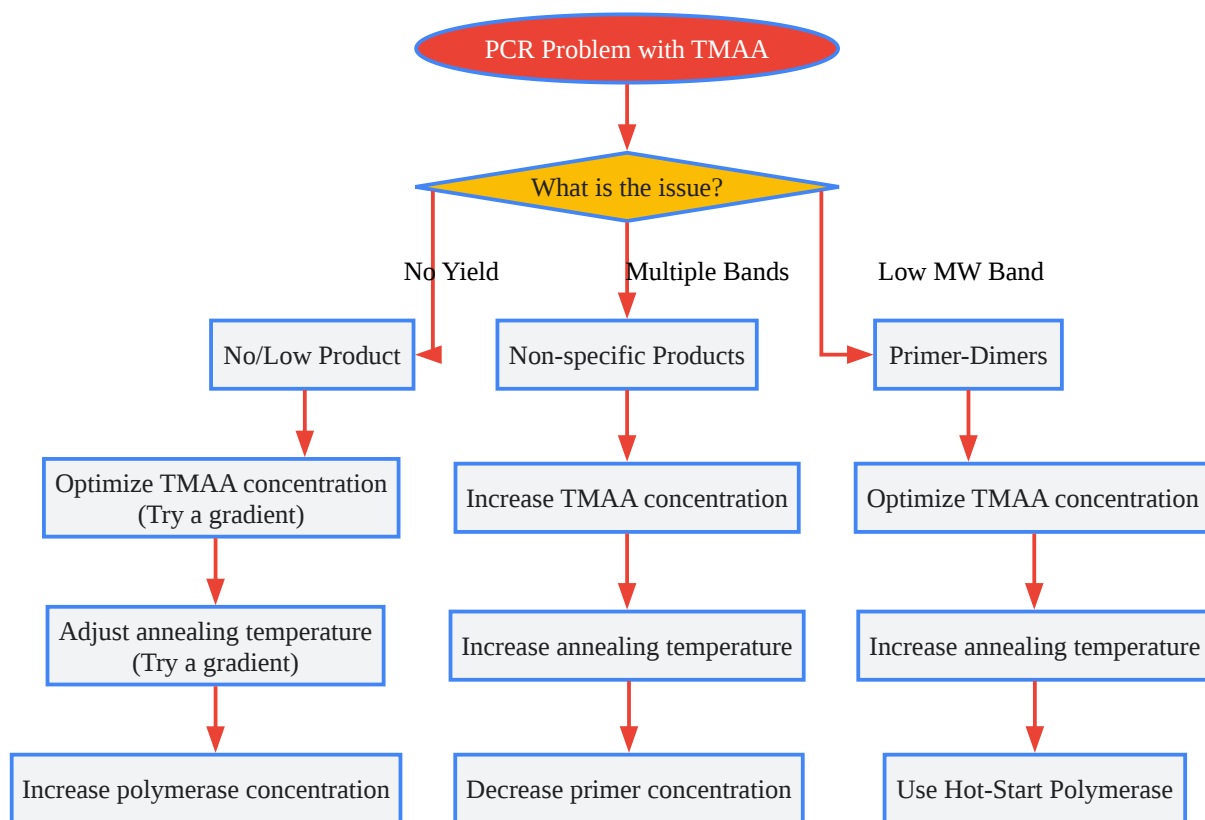 PCR Problem with TMAA
What is the issue?
No Yield
Multiple Bands
Low MW Band
No/Low Product
Non-specific Products
Primer-Dimers
Optimize TMAA concentration
(Try a gradient)
Increase TMAA concentration
Optimize TMAA concentration
Adjust annealing temperature
(Try a gradient)
Increase annealing temperature
Increase annealing temperature
Increase polymerase concentration
Decrease primer concentration
Use Hot-Start Polymerase